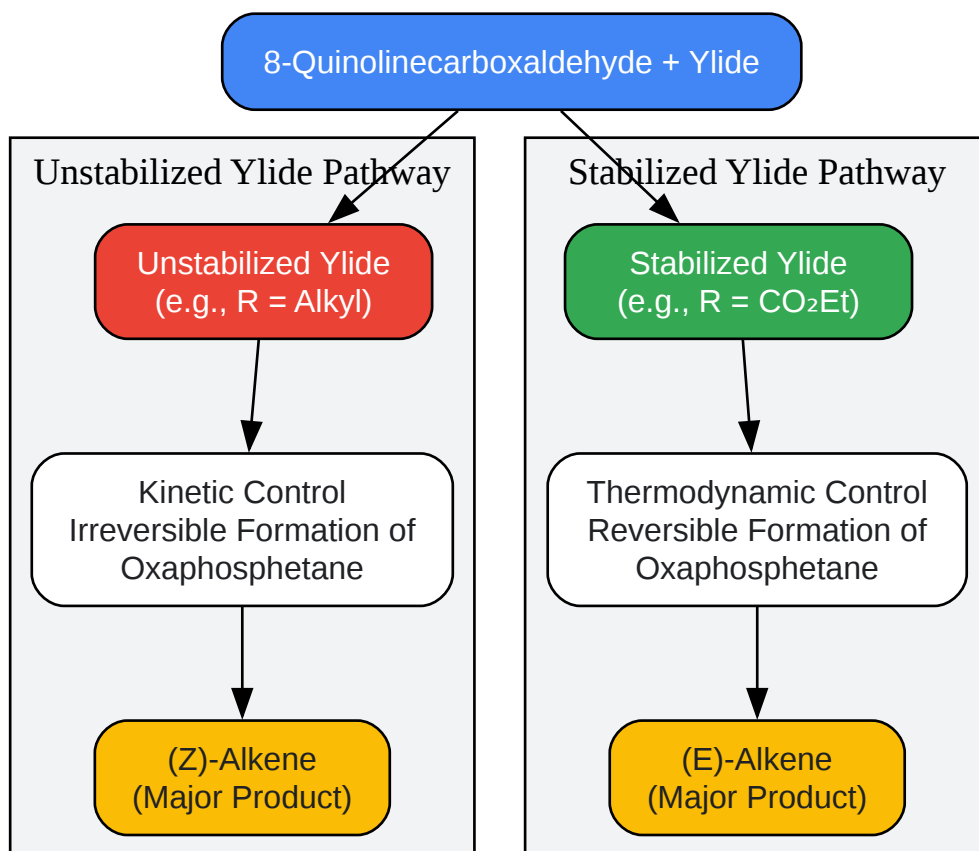 8-Quinolinecarboxaldehyde + Ylide
Unstabilized Ylide Pathway
Unstabilized Ylide
(e.g., R = Alkyl)
Kinetic Control
Irreversible Formation of
Oxaphosphetane
(Z)-Alkene
(Major Product)
Stabilized Ylide Pathway
Stabilized Ylide
(e.g., R = CO₂Et)
Thermodynamic Control
Reversible Formation of
Oxaphosphetane
(E)-Alkene
(Major Product)